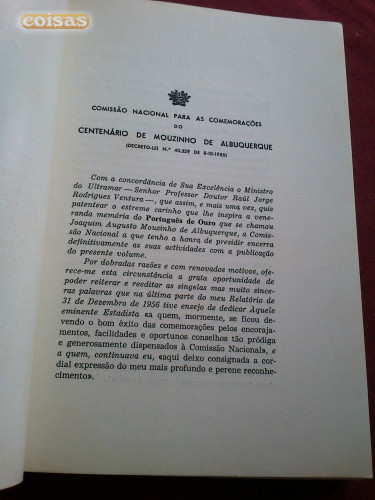 coisas
COMISSÃO NACIONAL PARA AS COMEMORAÇÕES
DO
CENTENÁRIO DE MOUZINHO DE ALBUQUERQUE
(DECRETO-LEI N.º 40.329 DE 8-10-1955)
Com a concordância de Sua Excelência o Ministro
do Ultramar — Senhor Professor Doutor Raúl Jorge
Rodrigues Ventura —, que assim, e mais uma vez, quis
patentear o estreme carinho que lhe inspira a vene-
randa memória do Português de Ouro que se chamou
Joaquim Augusto Mouzinho de Albuquerque, a Comis-
são Nacional a que tenho a honra de presidir encerra
definitivamente as suas actividades com a publicação
do presente volume.
Por dobradas razões e com renovados motivos, ofe-
rece-me esta circunstância a grata oportunidade de
poder reiterar e reeditar as singelas mas muito since-
ras palavras que na última parte do meu Relatório de
31 de Dezembro de 1956 tive ensejo de dedicar Àquele
eminente Estadista «a quem, mormente, se ficou de-
vendo o bom êxito das comemorações pelos encoraja-
mentos, facilidades e oportunos conselhos tão pródiga
e generosamente dispensados à Comissão Nacional», e
a quem, continuava eu, «aqui deixo consignada a cor-
dial expressão do meu mais profundo e perene reconhe-
cimento».